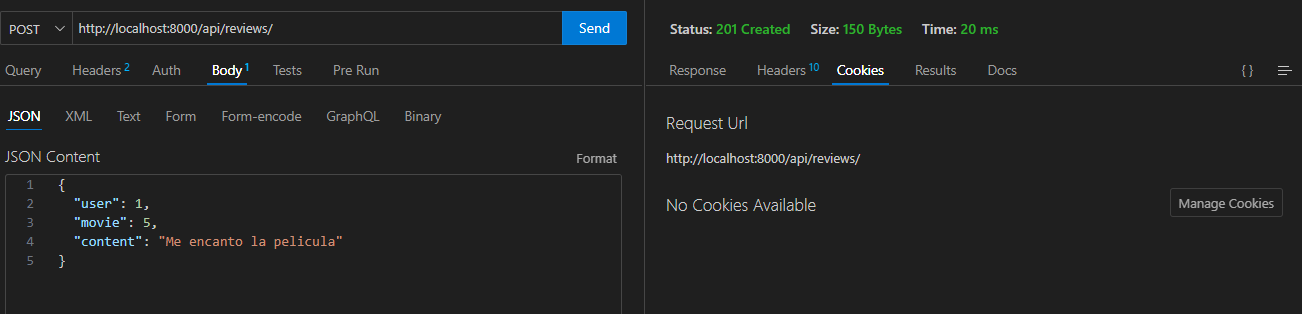 POST http://localhost:8000/api/reviews/ Send
Query Headers 2 Auth Body 1 Tests Pre Run
JSON XML Text Form Form-encode GraphQL Binary
JSON Content Format
1 {
2 "user": 1,
3 "movie": 5,
4 "content": "Me encanto la pelicula"
5 }
Status: 201 Created Size: 150 Bytes Time: 20 ms
Response Headers 10 Cookies Results Docs { }
Request Url
http://localhost:8000/api/reviews/
No Cookies Available Manage Cookies